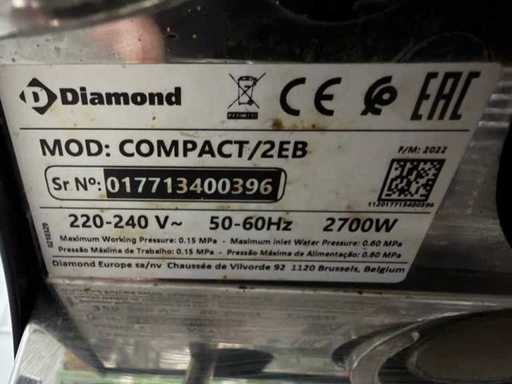 Diamond
CE EAC
MOD: COMPACT/2EB
F/M: 2022
Sr Nº: 017713400396
112017713400396
220-240 V~ 50-60Hz 2700W
Maximum Working Pressure: 0.15 MPa - Maximum inlet Water Pressure: 0.60 MPa
Pressão Máxima de Trabalho: 0.15 MPa - Pressão Máxima de Alimentação: 0.60 MPa
Diamond Europe sa/nv Chaussée de Vilvorde 92 1120 Brussels, Belgium